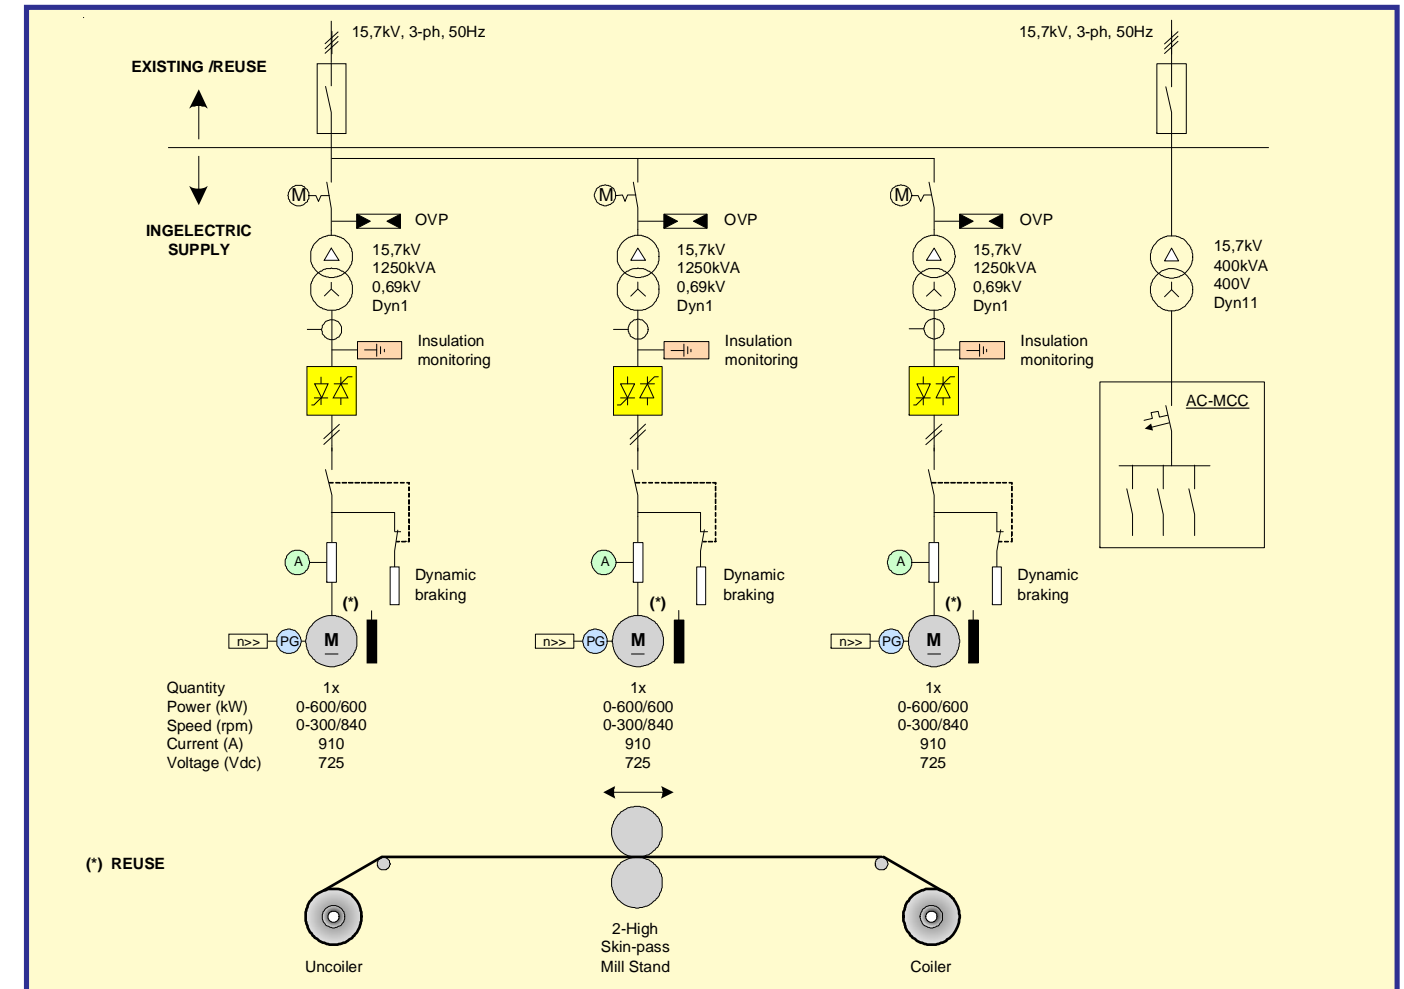 15,7kV, 3-ph, 50Hz
15,7kV, 3-ph, 50Hz
EXISTING /REUSE
INGELECTRIC
SUPPLY
M
OVP
15,7kV
1250kVA
0,69kV
Dyn1
Insulation
monitoring
M
OVP
15,7kV
1250kVA
0,69kV
Dyn1
Insulation
monitoring
M
OVP
15,7kV
1250kVA
0,69kV
Dyn1
Insulation
monitoring
15,7kV
400kVA
400V
Dyn11
AC-MCC
A
Dynamic
braking
(*)
n>>
PG
M
A
Dynamic
braking
(*)
n>>
PG
M
A
Dynamic
braking
(*)
n>>
PG
M
Quantity 1x 1x 1x
Power (kW) 0-600/600 0-600/600 0-600/600
Speed (rpm) 0-300/840 0-300/840 0-300/840
Current (A) 910 910 910
Voltage (Vdc) 725 725 725
(*) REUSE
Uncoiler
2-High
Skin-pass
Mill Stand
Coiler